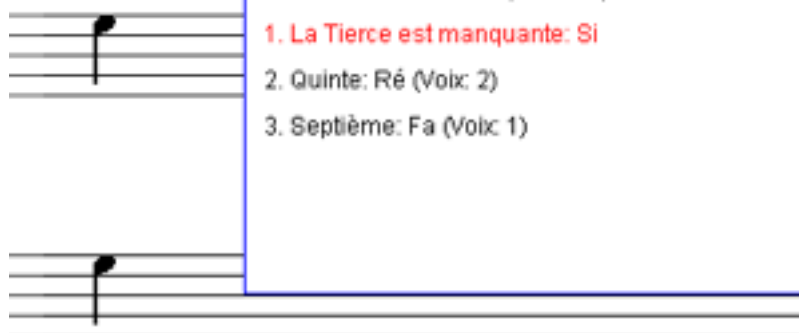 1. La Tierce est manquante: Si
2. Quinte: Ré (Voix: 2)
3. Septième: Fa (Voix: 1)